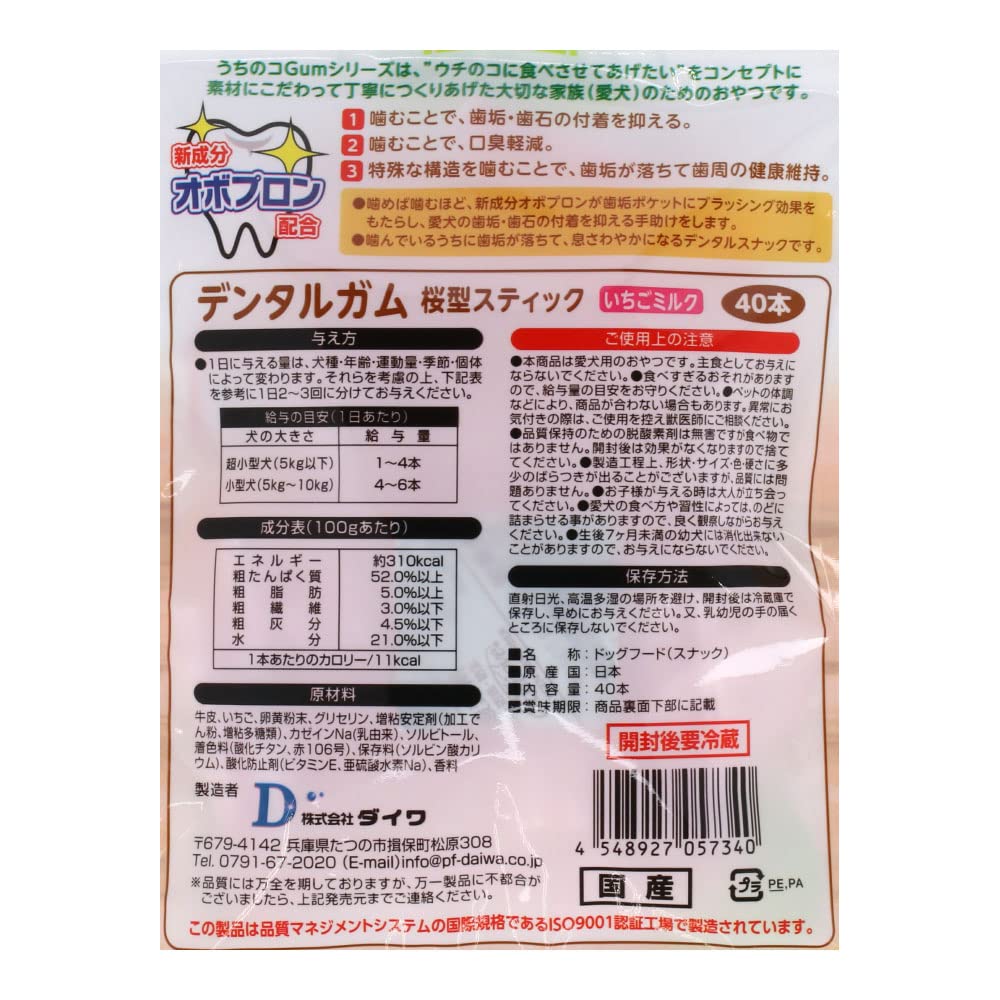 うちのコGumシリーズは、"ウチのコに食べさせてあげたい"をコンセプトに
素材にこだわって丁寧につくりあげた大切な家族(愛犬)のためのおやつです。
新成分
オボプロン
配合
1 噛むことで、歯垢・歯石の付着を抑える。
2 噛むことで、口臭軽減。
3 特殊な構造を噛むことで、歯垢が落ちて歯周の健康維持。
●噛めば噛むほど、新成分オボプロンが歯垢ポケットにブラッシング効果を
もたらし、愛犬の歯垢・歯石の付着を抑える手助けをします。
●噛んでいるうちに歯垢が落ちて、息さわやかになるデンタルスナックです。
デンタルガム 桜型スティック いちごミルク 40本
与え方
●1日に与える量は、犬種・年齢・運動量・季節・個体
によって変わります。それらを考慮の上、下記表
を参考に1日2〜3回に分けてお与えください。
給与の目安(1日あたり)
犬の大きさ 給与量
超小型犬(5kg以下) 1〜4本
小型犬(5kg〜10kg) 4〜6本
成分表(100gあたり)
エネルギー 約310kcal
粗たんぱく質 52.0%以上
粗脂肪 5.0%以上
粗繊維 3.0%以下
粗灰分 4.5%以下
水分 21.0%以下
1本あたりのカロリー/11kcal
原材料
牛皮、いちご、卵黄粉末、グリセリン、増粘安定剤(加工で
ん粉、増粘多糖類)、カゼインNa(乳由来)、ソルビトール、
着色料(酸化チタン、赤106号)、保存料(ソルビン酸カリ
ウム)、酸化防止剤(ビタミンE、亜硫酸水素Na)、香料
ご使用上の注意
●本商品は愛犬用のおやつです。主食としてお与えに
ならないでください。●食べすぎるおそれがあります
ので、給与量の目安をお守りください。●ペットの体調
などにより、商品が合わない場合もあります。異常にお
気付きの際は、ご使用を控え獣医師にご相談ください。
●品質保持のための脱酸素剤は無害ですが食べ物で
はありません。開封後は効果がなくなりますので捨て
てください。●製造工程上、形状・サイズ・色・硬さに多
少のばらつきが出ることがございますが、品質には問
題ありません。●お子様が与える時は大人が立ち会っ
てください。●愛犬の食べ方や習性によっては、のどに
詰まらせる事がありますので、良く観察しながらお与え
ください。●生後7ヶ月未満の幼犬には消化出来ない
ことがありますので、お与えにならないでください。
保存方法
直射日光、高温多湿の場所を避け、開封後は冷蔵庫で
保存し、早めにお与えください。又、乳幼児の手の届く
ところに保存しないでください。
■名称:ドッグフード(スナック)
■原産国:日本
■内容量:40本
■賞味期限:商品裏面下部に記載
開封後要冷蔵
製造者 D 株式会社 ダイワ
〒679-4142 兵庫県たつの市揖保町松原308
Tel. 0791-67-2020 (E-mail)info@pf-daiwa.co.jp
※品質には万全を期しておりますが、万一製品に不都合が
ございましたら、上記発売元までご連絡ください。
4 548927 057340
国産
プラ PE,PA
この製品は品質マネジメントシステムの国際規格であるISO9001認証工場で製造されています。